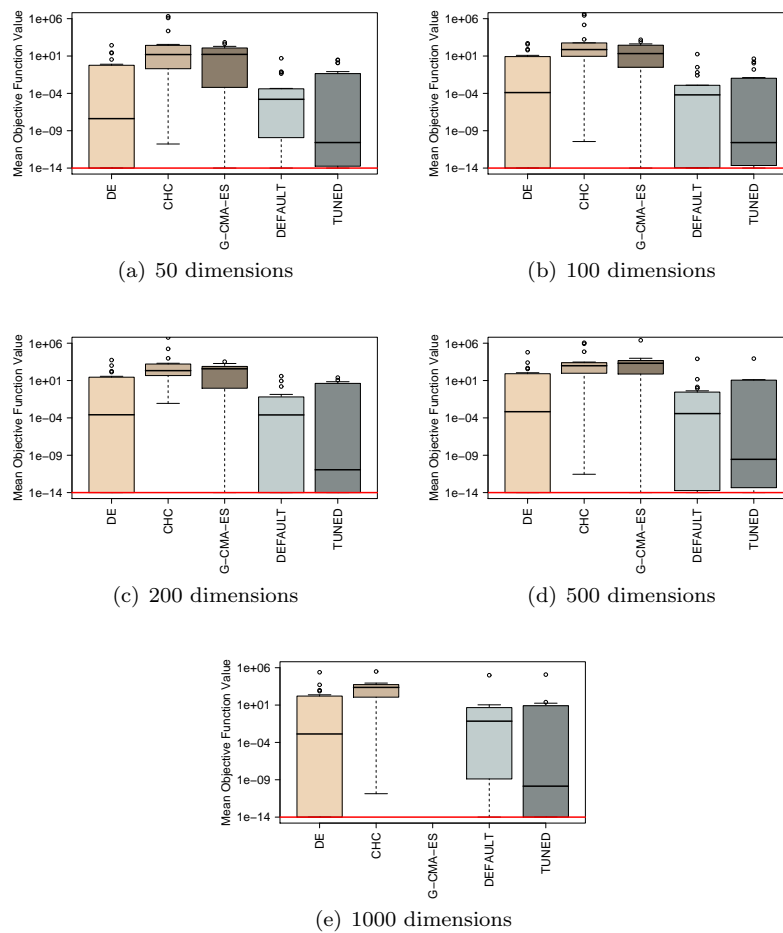 Mean Objective Function Value
1e+06
1e+01
1e−04
1e−09
1e−14
DE
CHC
G−CMA−ES
DEFAULT
TUNED
(a) 50 dimensions
Mean Objective Function Value
1e+06
1e+01
1e−04
1e−09
1e−14
DE
CHC
G−CMA−ES
DEFAULT
TUNED
(b) 100 dimensions
Mean Objective Function Value
1e+06
1e+01
1e−04
1e−09
1e−14
DE
CHC
G−CMA−ES
DEFAULT
TUNED
(c) 200 dimensions
Mean Objective Function Value
1e+06
1e+01
1e−04
1e−09
1e−14
DE
CHC
G−CMA−ES
DEFAULT
TUNED
(d) 500 dimensions
Mean Objective Function Value
1e+06
1e+01
1e−04
1e−09
1e−14
DE
CHC
G−CMA−ES
DEFAULT
TUNED
(e) 1000 dimensions